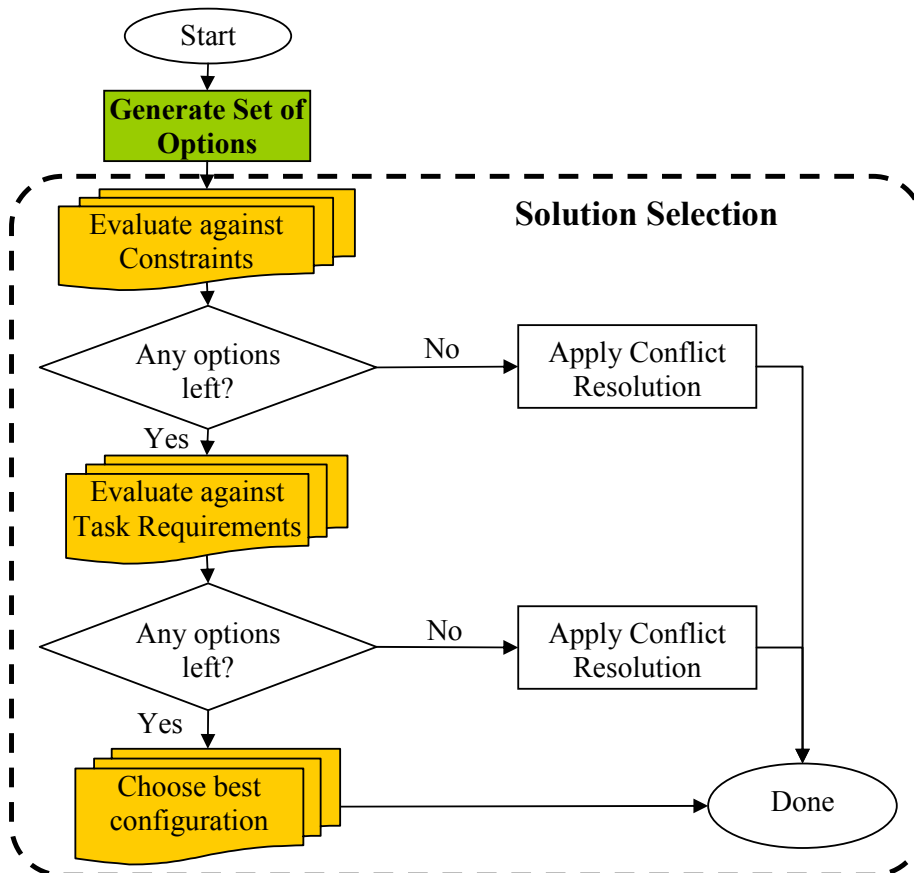 Start
Generate Set of
Options
Solution Selection
Evaluate against
Constraints
Any options
left?
No
Apply Conflict
Resolution
Yes
Evaluate against
Task Requirements
Any options
left?
No
Apply Conflict
Resolution
Yes
Choose best
configuration
Done